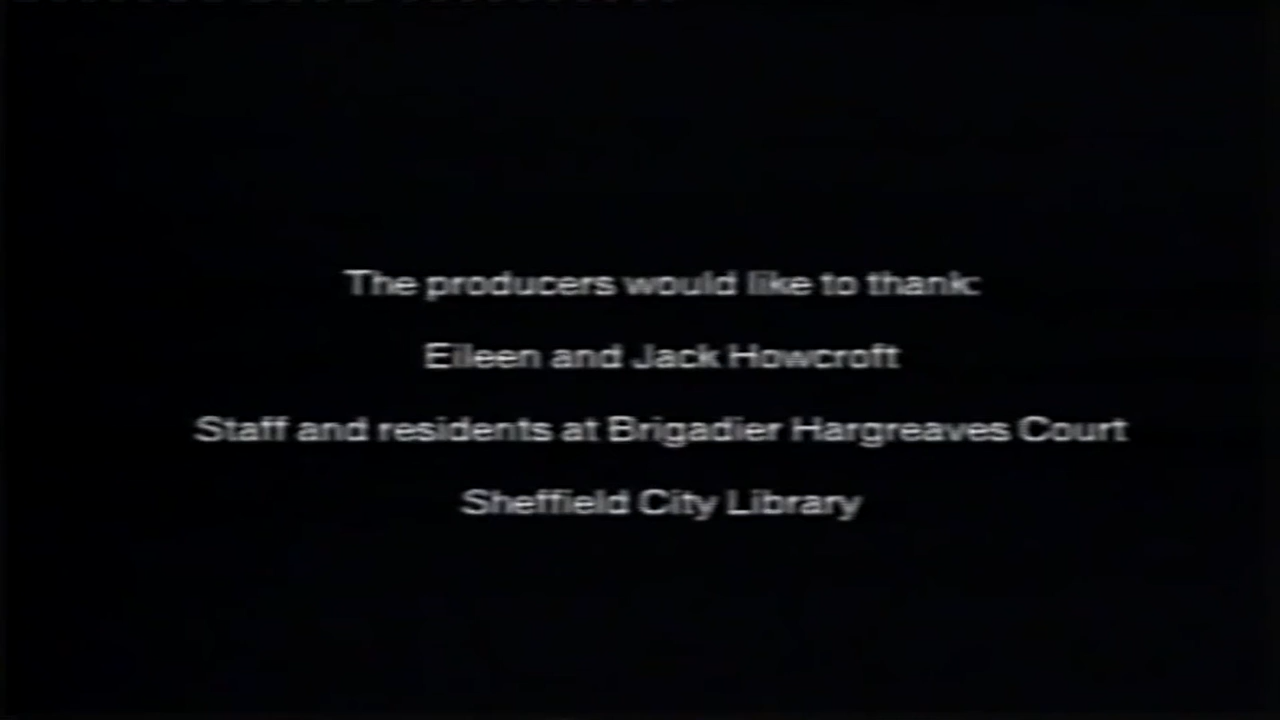 The producers would like to thank:
Eileen and Jack Howcroft
Staff and residents at Brigadier Hargreaves Court
Sheffield City Library